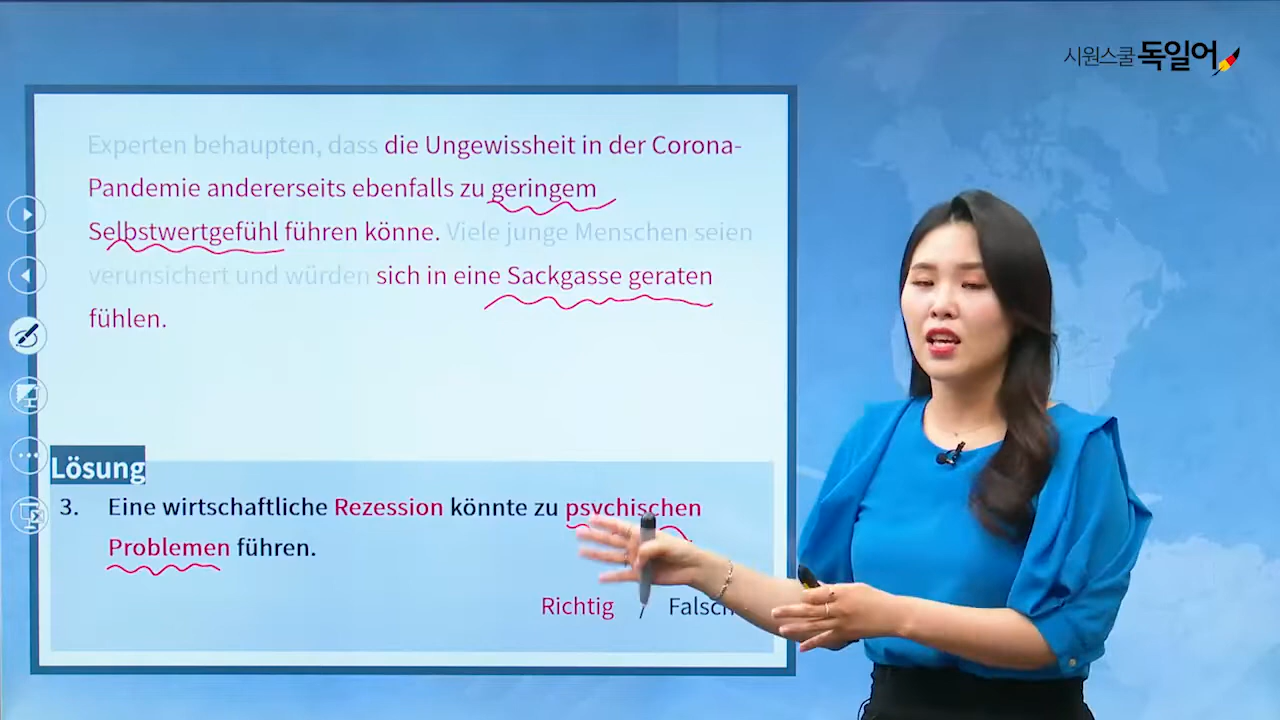 시원스쿨 독일어
Experten behaupten, dass die Ungewissheit in der Corona-
Pandemie andererseits ebenfalls zu geringem
Selbstwertgefühl führen könne. Viele junge Menschen seien
verunsichert und würden sich in eine Sackgasse geraten
fühlen.
Lösung
3. Eine wirtschaftliche Rezession könnte zu psychischen
Problemen führen.
Richtig / Falsch